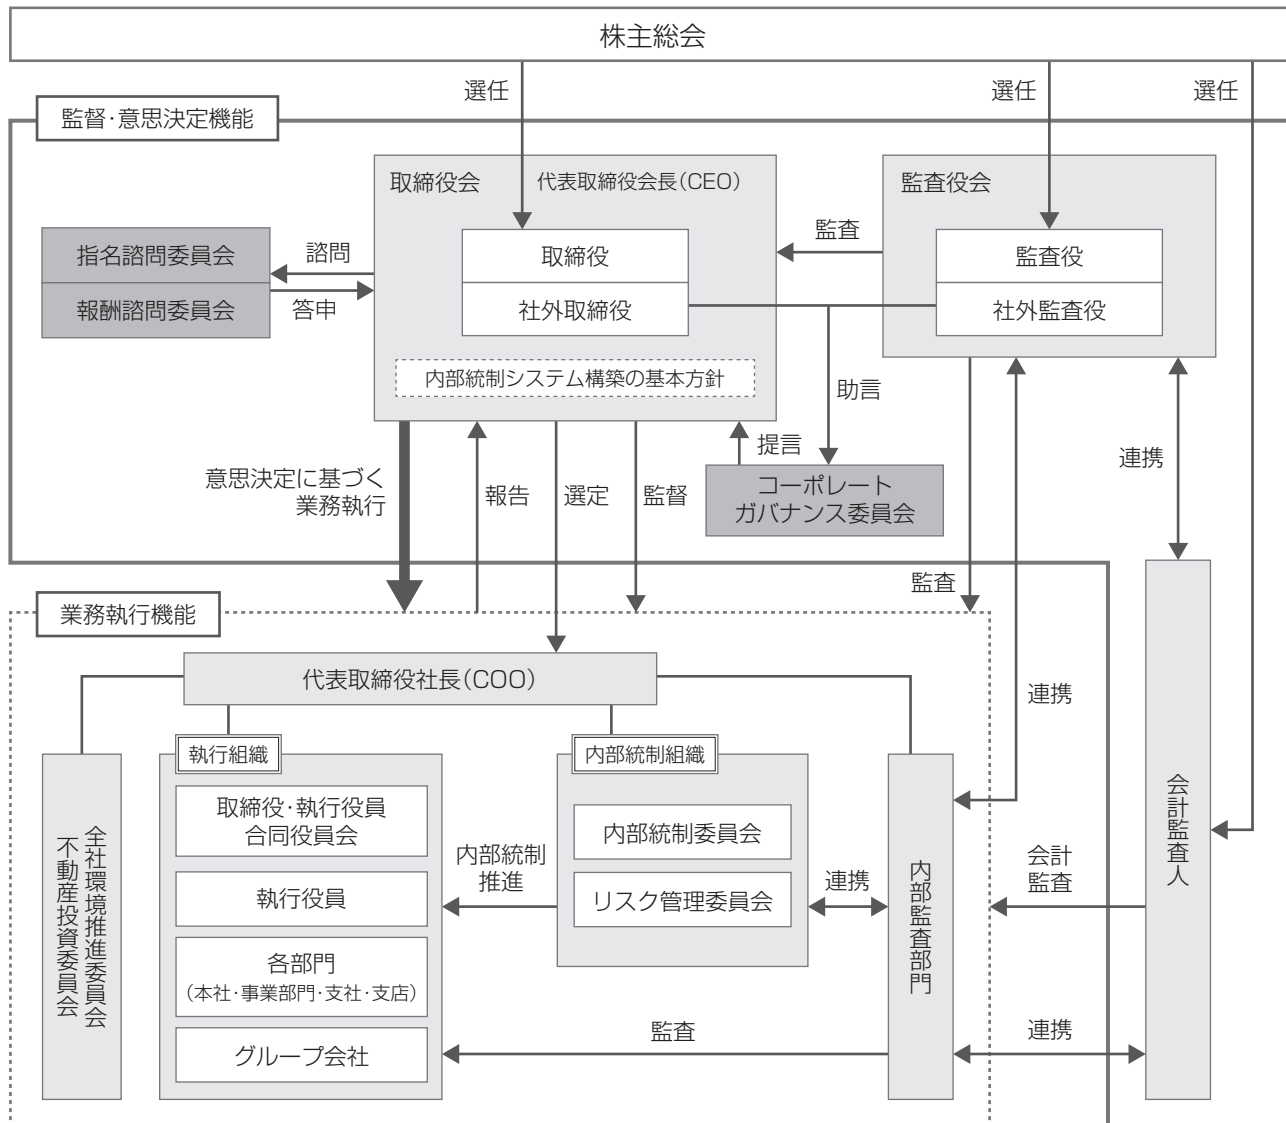 株主総会
選任
選任
選任
監督・意思決定機能
取締役会
代表取締役会長(CEO)
監査役会
指名諮問委員会
報酬諮問委員会
諮問
答申
取締役
社外取締役
監査
監査役
社外監査役
内部統制システム構築の基本方針
助言
提言
コーポレート
ガバナンス委員会
連携
意思決定に基づく
業務執行
報告
選定
監督
監査
業務執行機能
代表取締役社長(COO)
連携
執行組織
内部統制組織
全社環境推進委員会
不動産投資委員会
取締役・執行役員
合同役員会
執行役員
各部門
(本社・事業部門・支社・支店)
グループ会社
内部統制
推進
内部統制委員会
リスク管理委員会
連携
内部監査部門
会計
監査
会計監査人
監査
連携